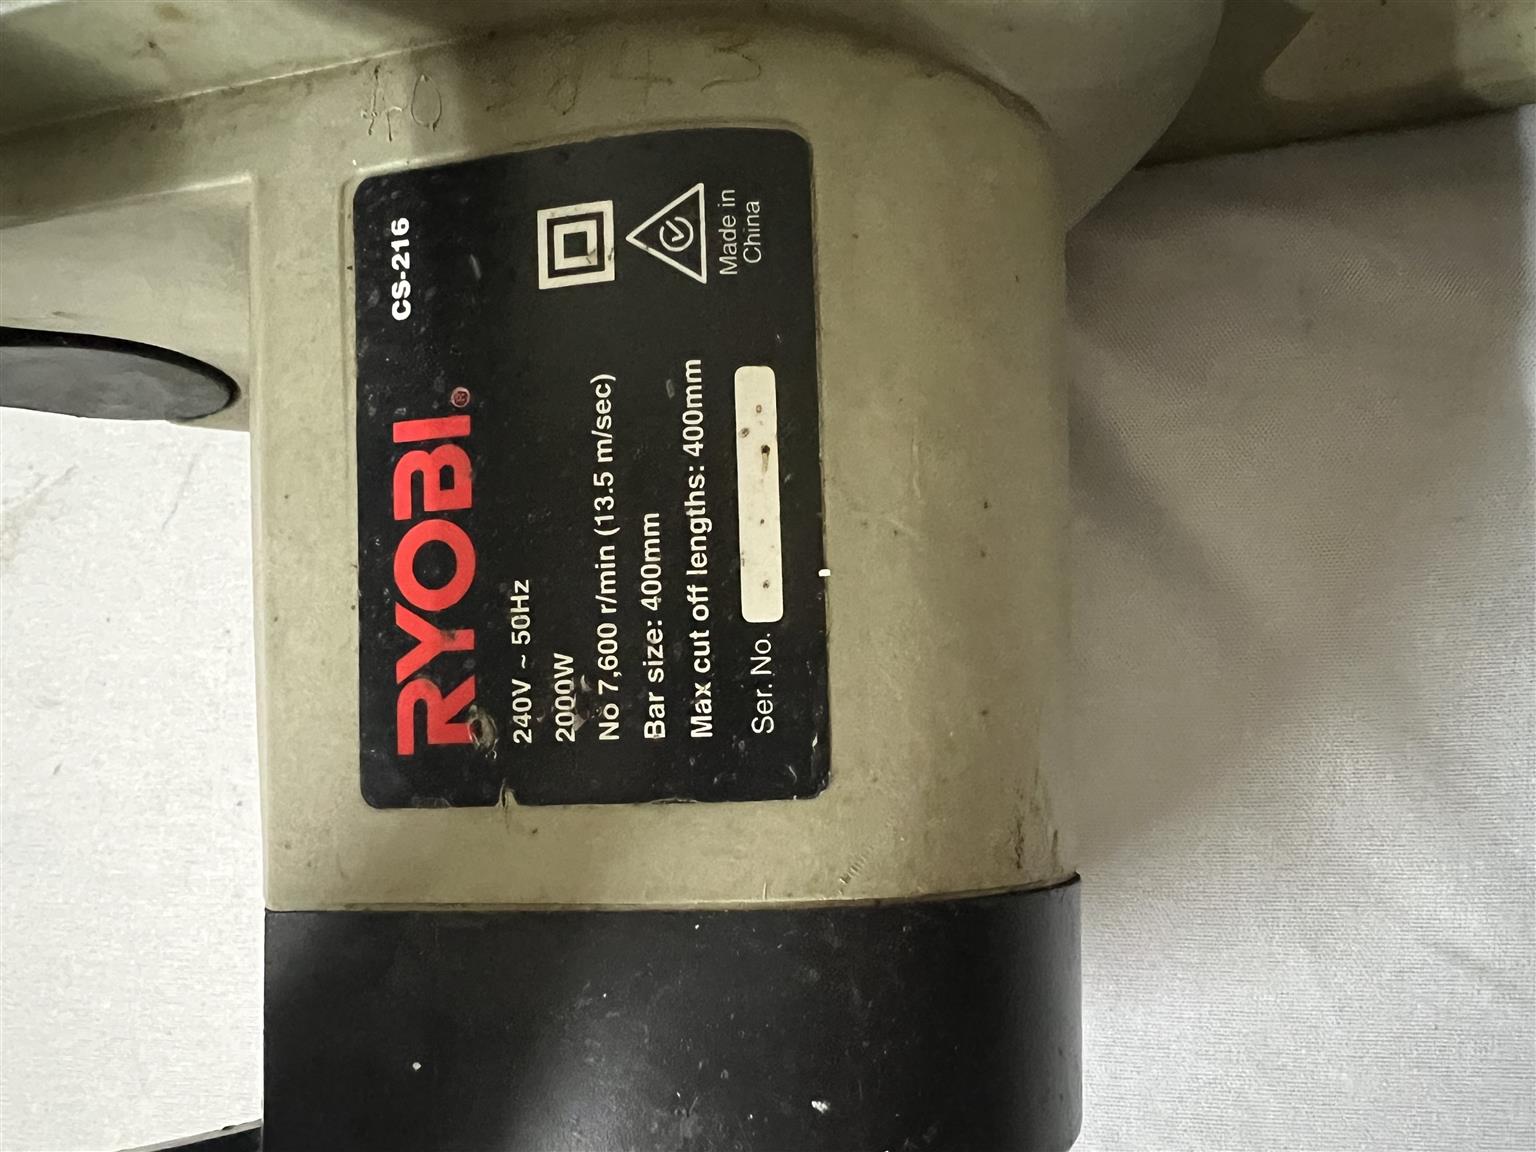 RYOBI® CS-216
240V ~ 50Hz
2000W
No 7,600 r/min (13.5 m/sec)
Bar size: 400mm
Max cut off lengths: 400mm
Ser. No.
Made in
China